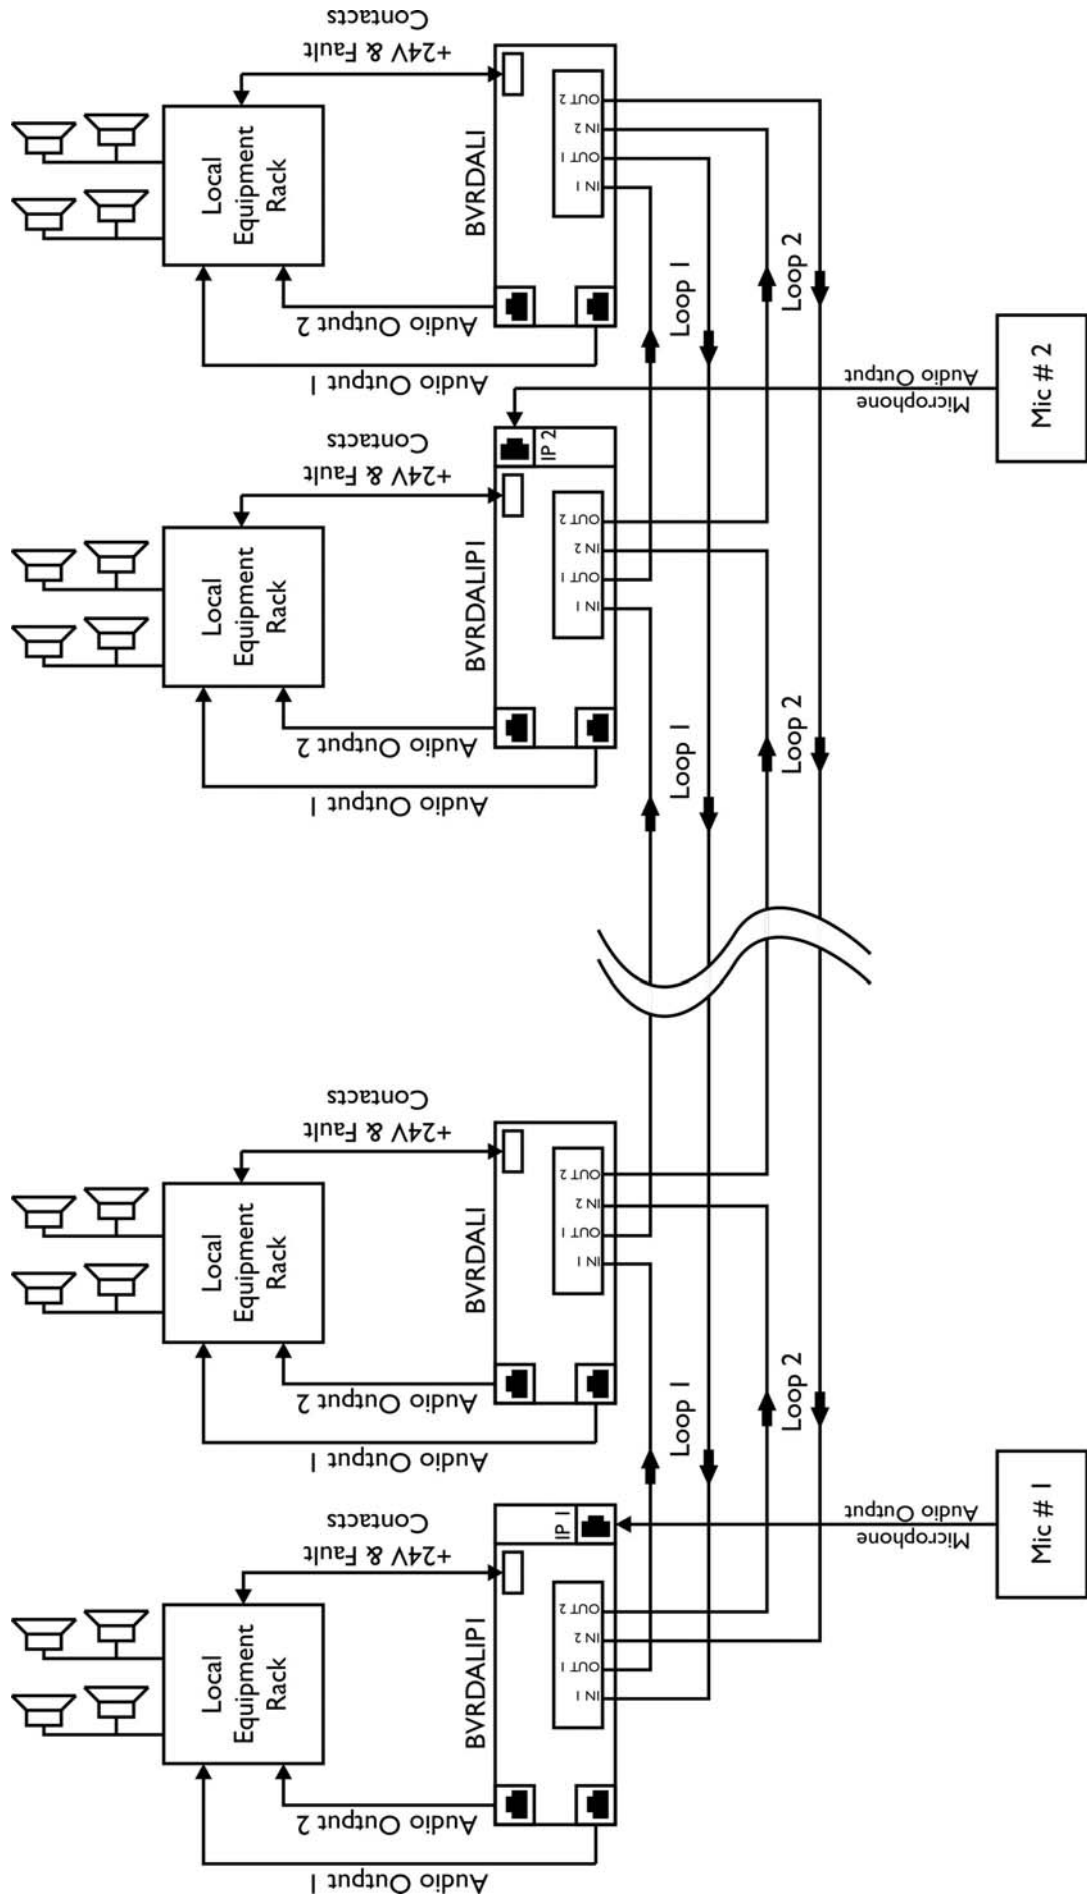 Local
Equipment
Rack
+24V & Fault
Contacts
Audio Output 1
Audio Output 2
BVRDALI
IN 1
OUT 1
IN 2
OUT 2
Loop 1
Loop 2
Local
Equipment
Rack
+24V & Fault
Contacts
Audio Output 1
Audio Output 2
BVRDALIPI
IP 2
IN 1
OUT 1
IN 2
OUT 2
Microphone
Audio Output
Mic # 2
Loop 1
Loop 2
Local
Equipment
Rack
+24V & Fault
Contacts
Audio Output 1
Audio Output 2
BVRDALI
IN 1
OUT 1
IN 2
OUT 2
Loop 1
Loop 2
Local
Equipment
Rack
+24V & Fault
Contacts
Audio Output 1
Audio Output 2
BVRDALIPI
IP 1
IN 1
OUT 1
IN 2
OUT 2
Microphone
Audio Output
Mic # 1